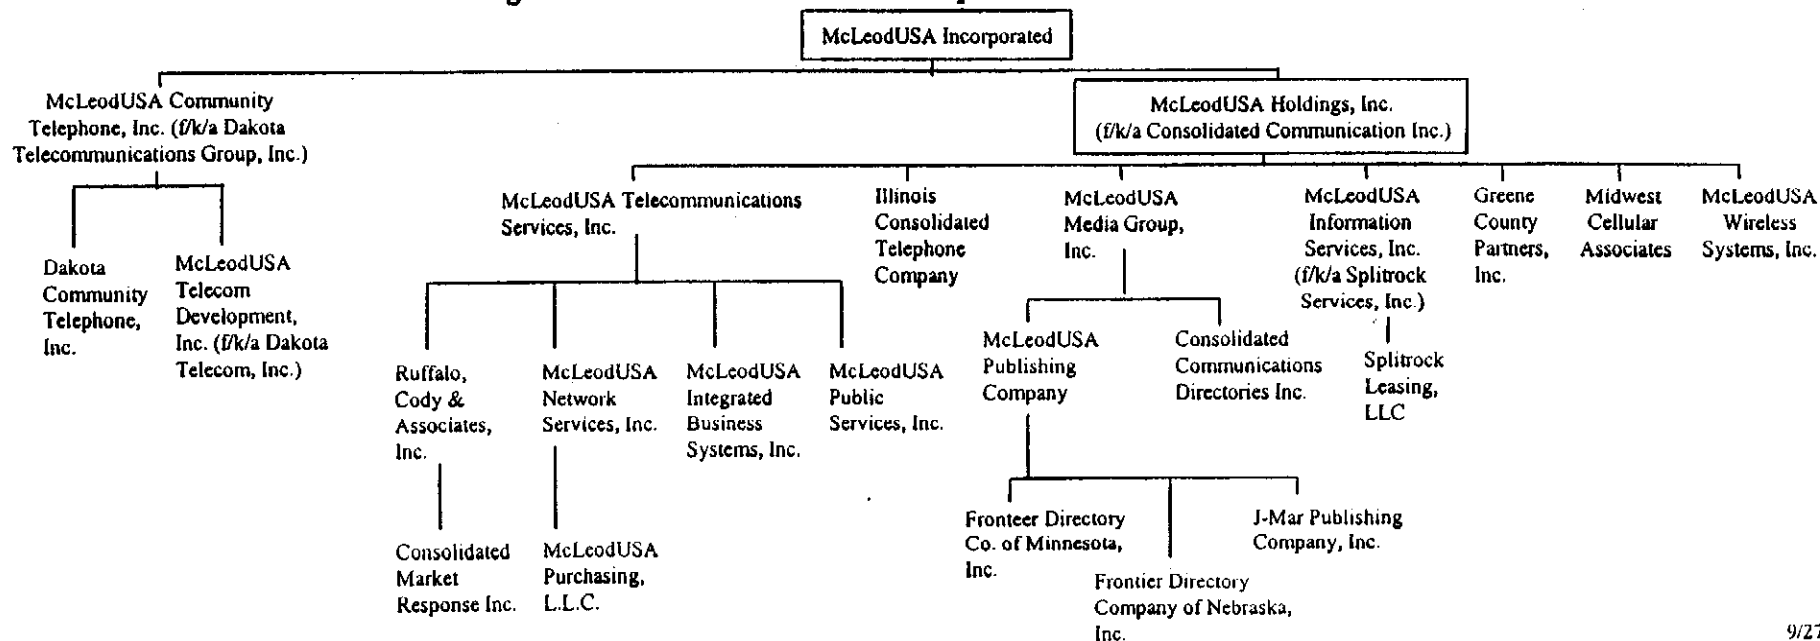 McLeodUSA Incorporated
McLeodUSA Community
Telephone, Inc. (f/k/a Dakota
Telecommunications Group, Inc.)
McLeodUSA Holdings, Inc.
(f/k/a Consolidated Communication Inc.)
Dakota
Community
Telephone,
Inc.
McLeodUSA
Telecom
Development,
Inc. (f/k/a Dakota
Telecom, Inc.)
McLeodUSA Telecommunications
Services, Inc.
Illinois
Consolidated
Telephone
Company
McLeodUSA
Media Group,
Inc.
McLeodUSA
Information
Services, Inc.
(f/k/a Splitrock
Services, Inc.)
Greene
County
Partners,
Inc.
Midwest
Cellular
Associates
McLeodUSA
Wireless
Systems, Inc.
Ruffalo,
Cody &
Associates,
Inc.
McLeodUSA
Network
Services, Inc.
McLeodUSA
Integrated
Business
Systems, Inc.
McLeodUSA
Public
Services, Inc.
McLeodUSA
Publishing
Company
Consolidated
Communications
Directories Inc.
Splitrock
Leasing,
LLC
Consolidated
Market
Response Inc.
McLeodUSA
Purchasing,
L.L.C.
Fronteer Directory
Co. of Minnesota,
Inc.
Frontier Directory
Company of Nebraska,
Inc.
J-Mar Publishing
Company, Inc.